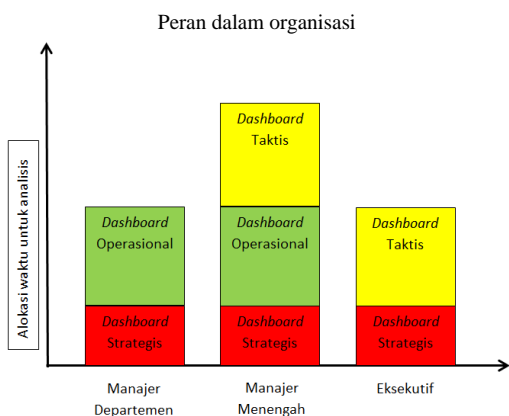 Peran dalam organisasi
Alokasi waktu untuk analisis
Dashboard
Taktis
Dashboard
Operasional
Dashboard
Operasional
Dashboard
Taktis
Dashboard
Strategis
Dashboard
Strategis
Dashboard
Strategis
Manajer
Departemen
Manajer
Menengah
Eksekutif